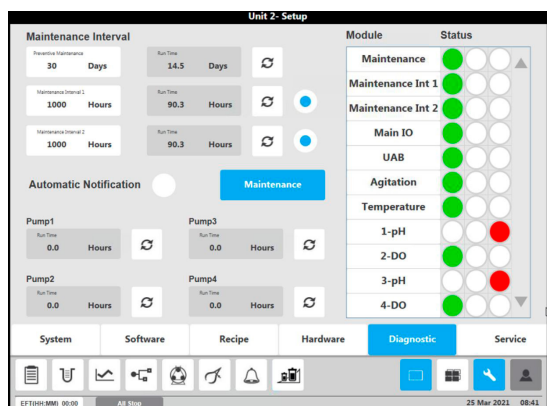 Unit 2- Setup
Maintenance Interval
Module Status
Preventive Maintenance
30 Days
Run Time
14.5 Days
Maintenance Interval 1
1000 Hours
Run Time
90.3 Hours
Maintenance Interval 2
1000 Hours
Run Time
90.3 Hours
Automatic Notification
Maintenance
Pump1
Run Time
0.0 Hours
Pump3
Run Time
0.0 Hours
Pump2
Run Time
0.0 Hours
Pump4
Run Time
0.0 Hours
Maintenance
Maintenance Int 1
Maintenance Int 2
Main IO
UAB
Agitation
Temperature
1-pH
2-DO
3-pH
4-DO
System Software Recipe Hardware Diagnostic Service
EFT(HH:MM) 00:00 All Stop 25 Mar 2021 08:41